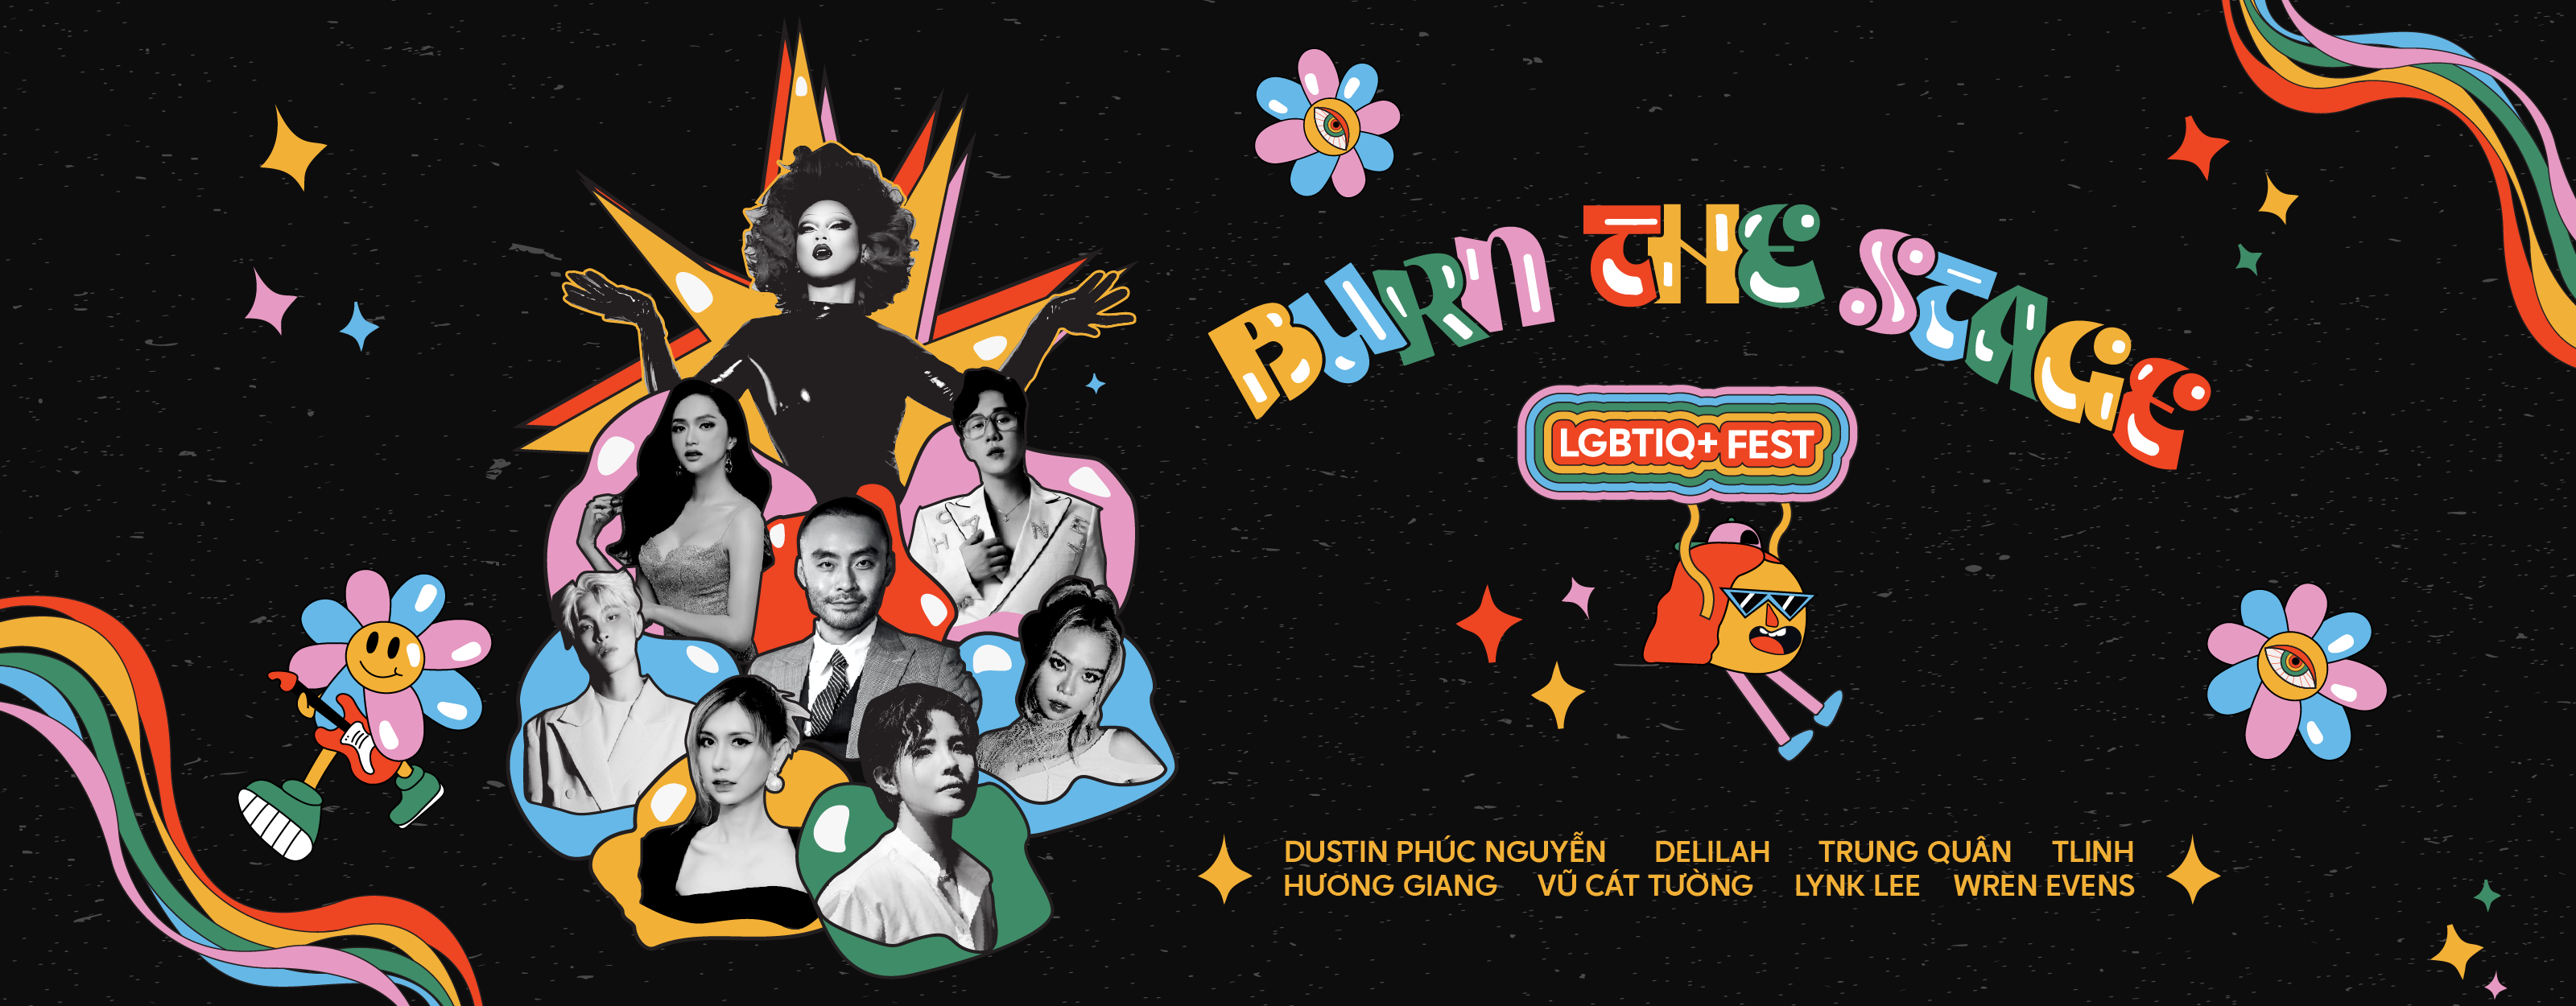 BURN THE STAGE
LGBTIQ+ FEST
DUSTIN PHÚC NGUYỄN DELILAH TRUNG QUÂN TLINH
HƯƠNG GIANG VŨ CÁT TƯỜNG LYNK LEE WREN EVENS